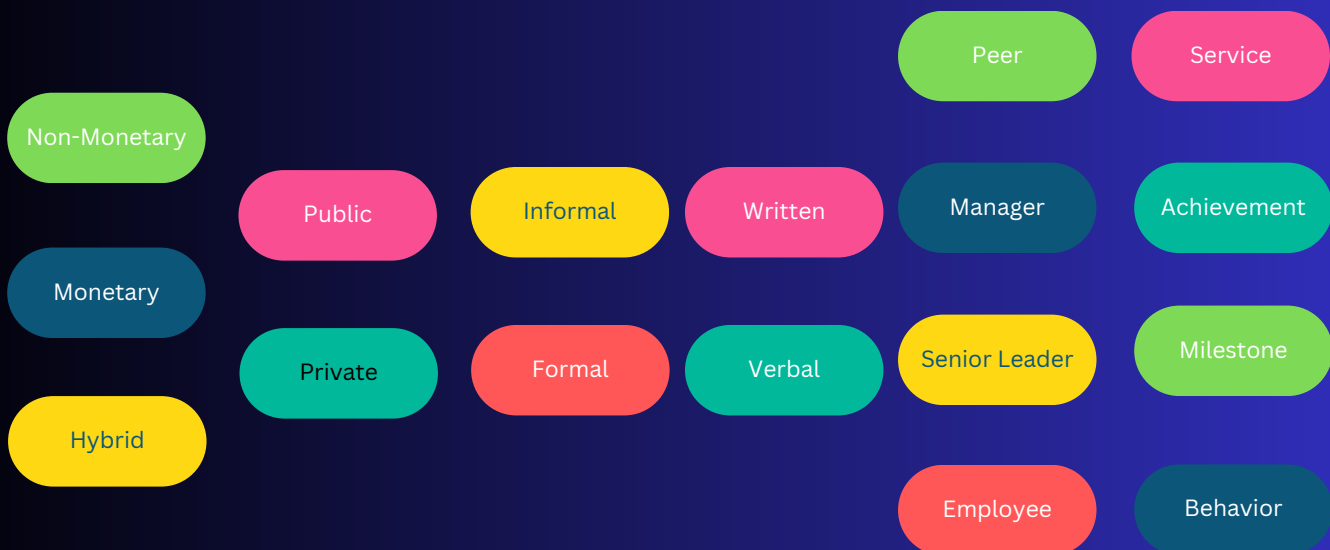 Non-Monetary
Monetary
Hybrid
Public
Private
Informal
Formal
Written
Verbal
Peer
Manager
Senior Leader
Employee
Service
Achievement
Milestone
Behavior